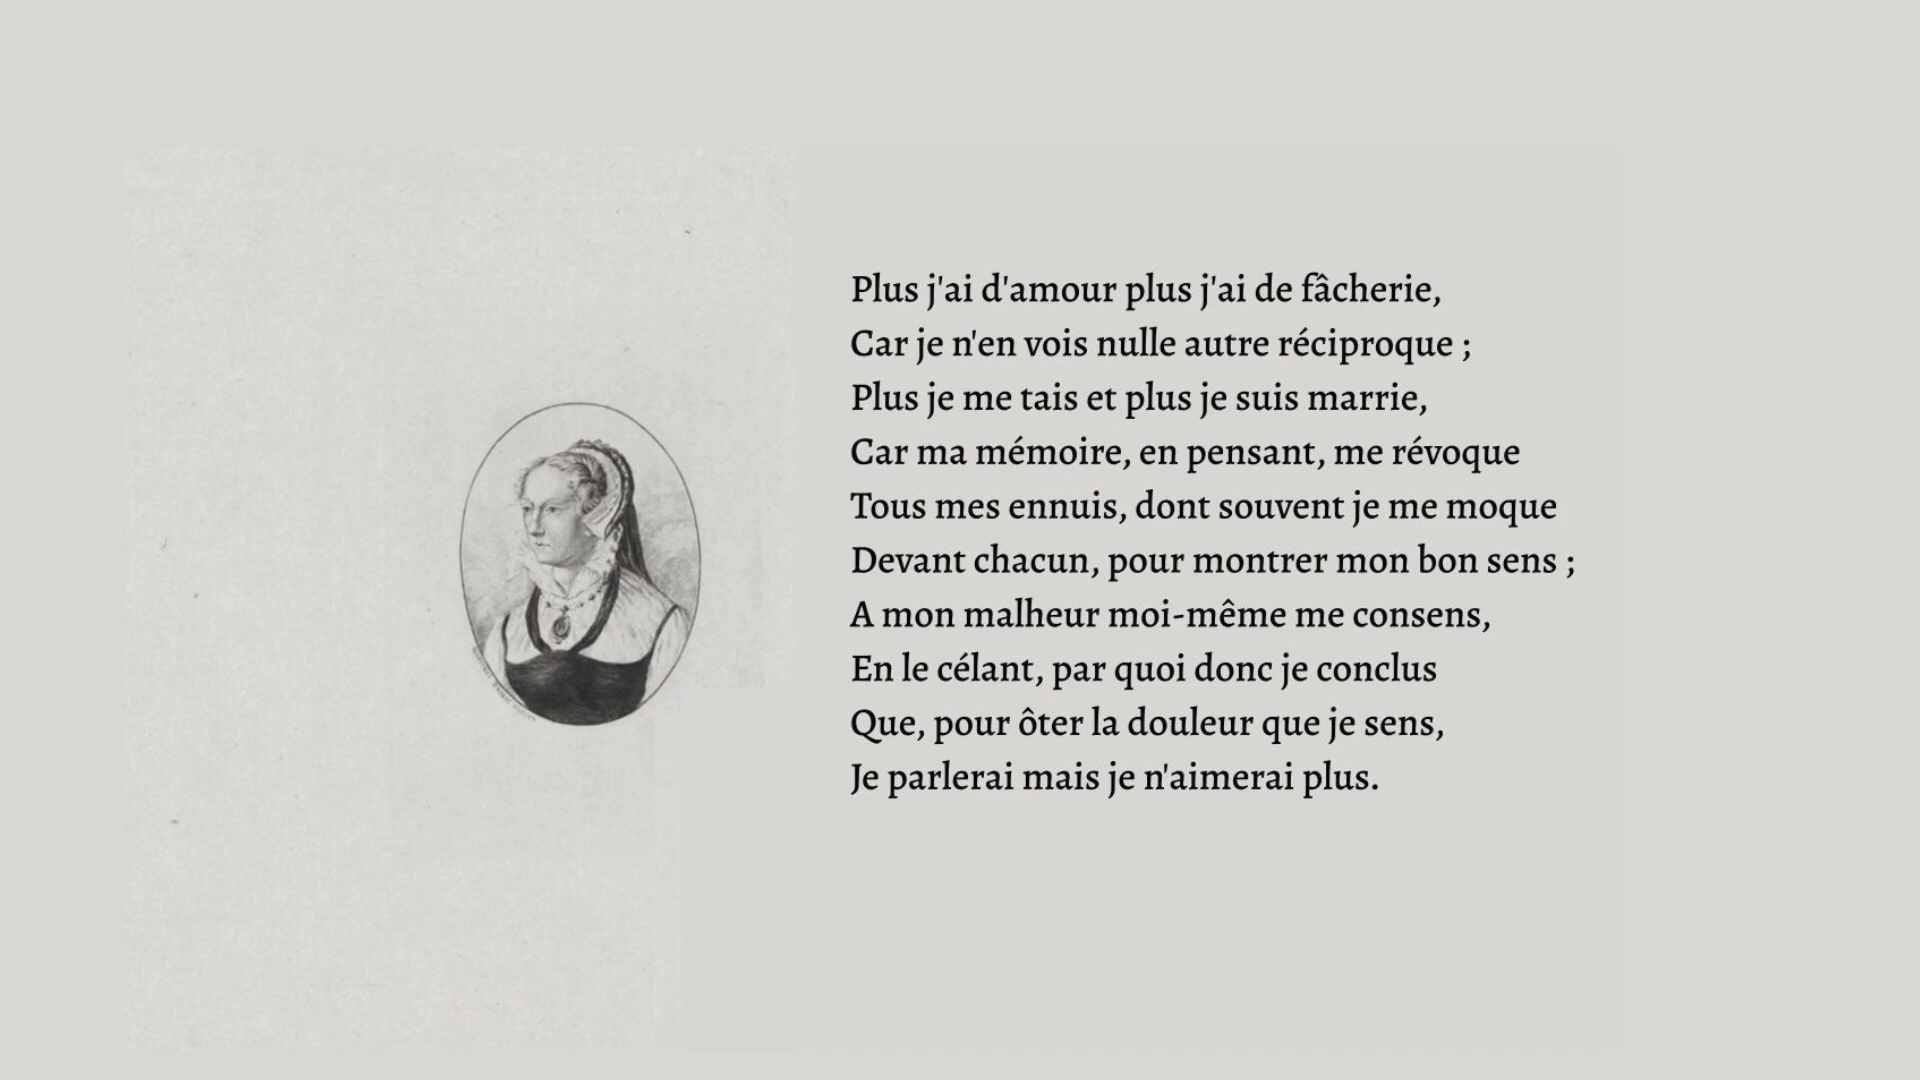 Plus j'ai d'amour plus j'ai de fâcherie,
Car je n'en vois nulle autre réciproque ;
Plus je me tais et plus je suis marrie,
Car ma mémoire, en pensant, me révoque
Tous mes ennuis, dont souvent je me moque
Devant chacun, pour montrer mon bon sens ;
A mon malheur moi-même me consens,
En le célant, par quoi donc je conclus
Que, pour ôter la douleur que je sens,
Je parlerai mais je n'aimerai plus.